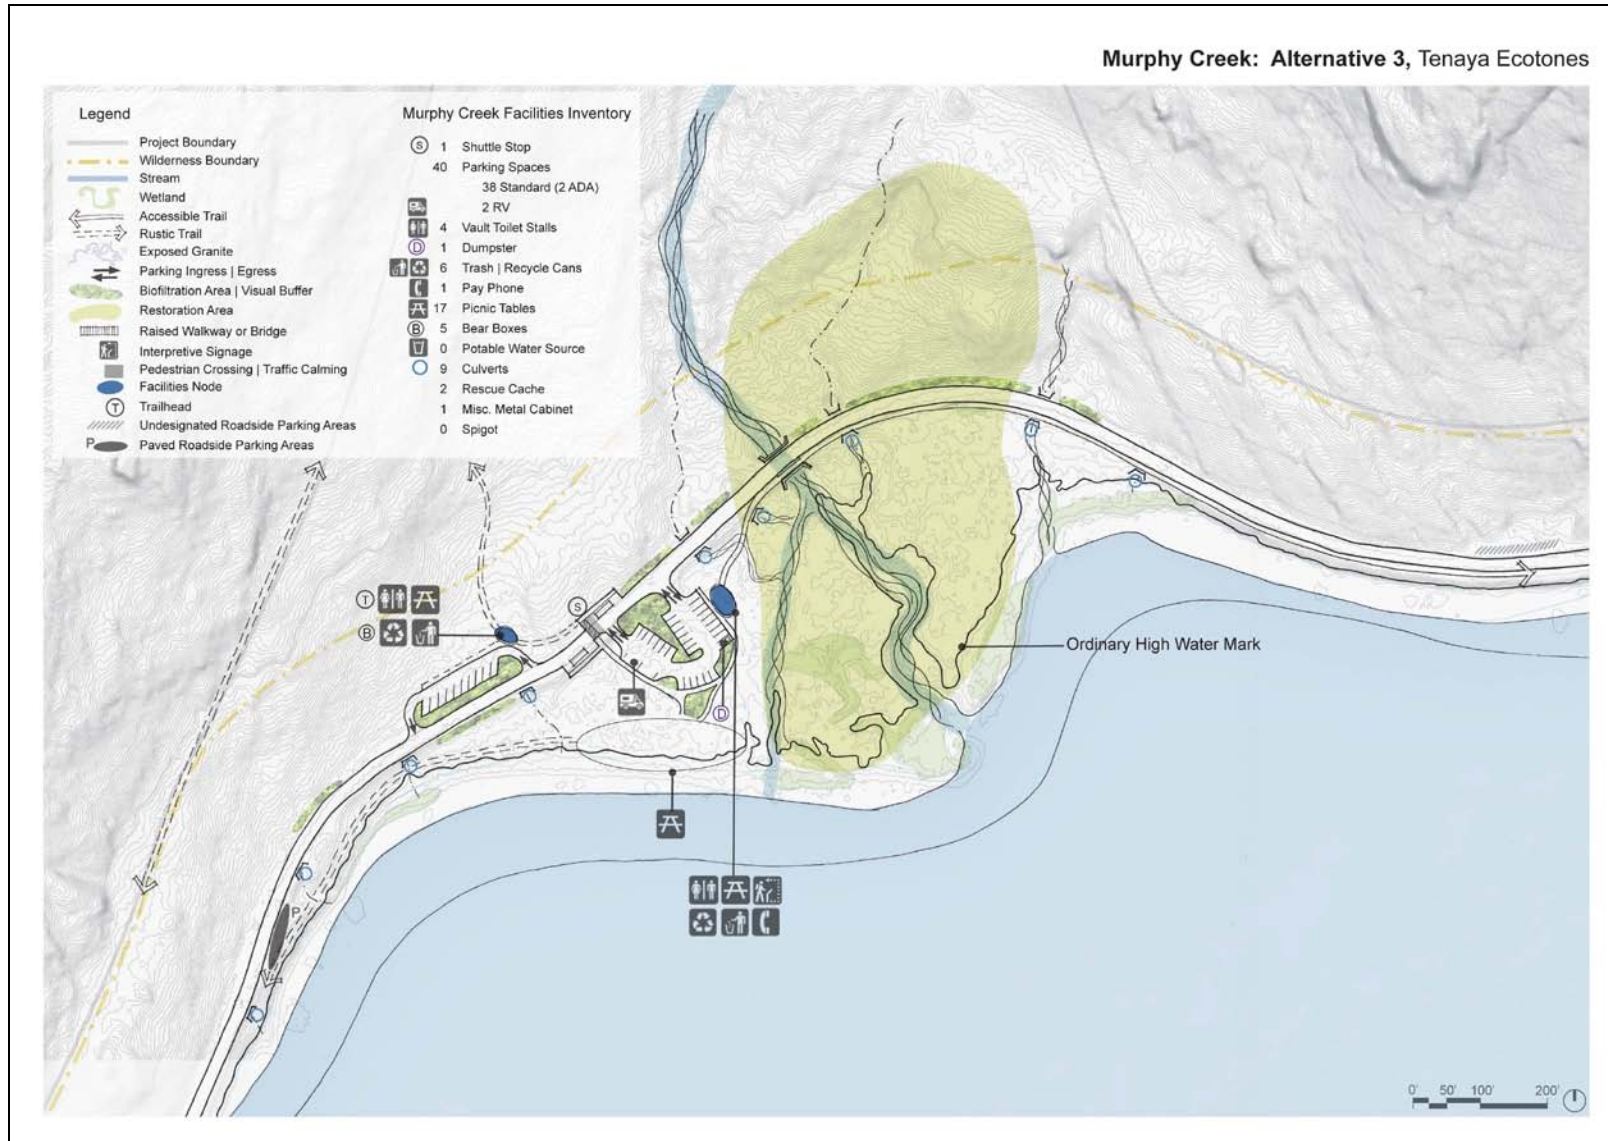 Murphy Creek: Alternative 3, Tenaya Ecotones
Legend
Project Boundary
Wilderness Boundary
Stream
Wetland
Accessible Trail
Rustic Trail
Exposed Granite
Parking Ingress | Egress
Biofiltration Area | Visual Buffer
Restoration Area
Raised Walkway or Bridge
Interpretive Signage
Pedestrian Crossing | Traffic Calming
Facilities Node
T Trailhead
Undesignated Roadside Parking Areas
P Paved Roadside Parking Areas
Murphy Creek Facilities Inventory
S 1 Shuttle Stop
40 Parking Spaces
38 Standard (2 ADA)
2 RV
4 Vault Toilet Stalls
D 1 Dumpster
6 Trash | Recycle Cans
1 Pay Phone
17 Picnic Tables
B 5 Bear Boxes
0 Potable Water Source
9 Culverts
2 Rescue Cache
1 Misc. Metal Cabinet
0 Spigot
T
S
B
Ordinary High Water Mark
D
P
0' 50' 100' 200'